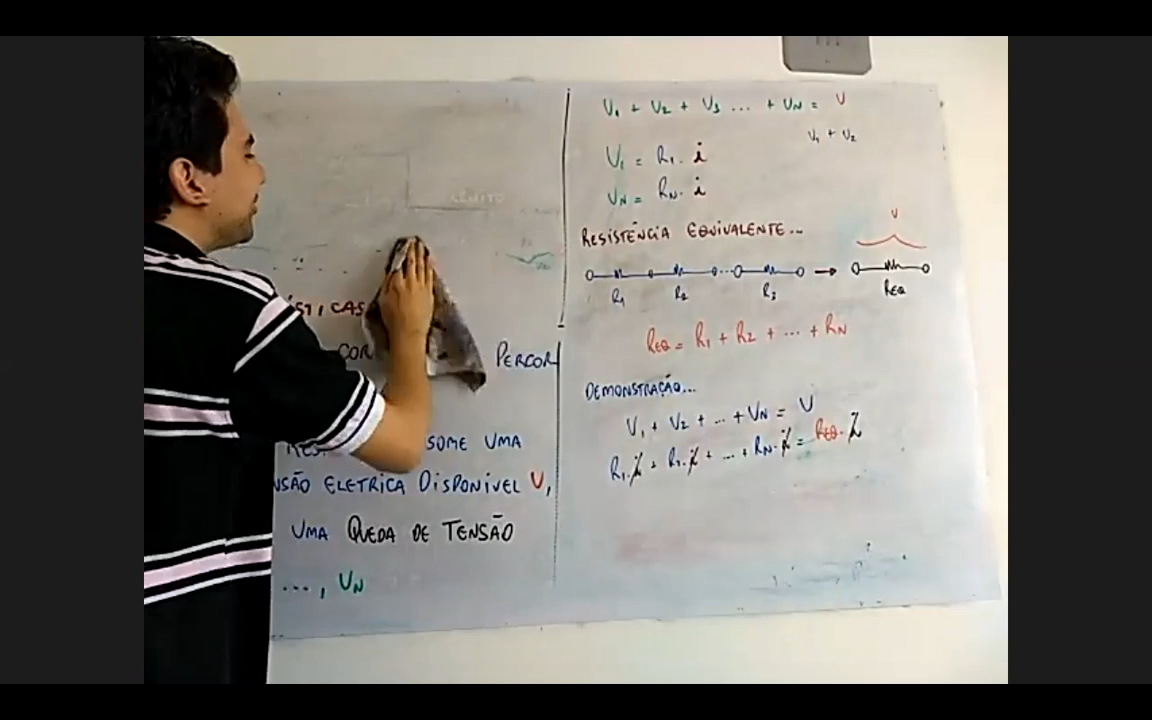 PERCOR
SOME UMA
NSÃO ELETRICA DISPONIVEL V,
UMA QUEDA DE TENSÃO
..., VN
V1 + V2 + V3 ... + VN = V
V1 + V2
V1 = R1 . i
VN = RN . i
RESISTÊNCIA EQUIVALENTE...
V
R1 R2 R3 REQ
REQ = R1 + R2 + ... + RN
DEMONSTRAÇÃO...
V1 + V2 + ... + VN = V
R1.i + R2.i + ... + RN.i = REQ.i